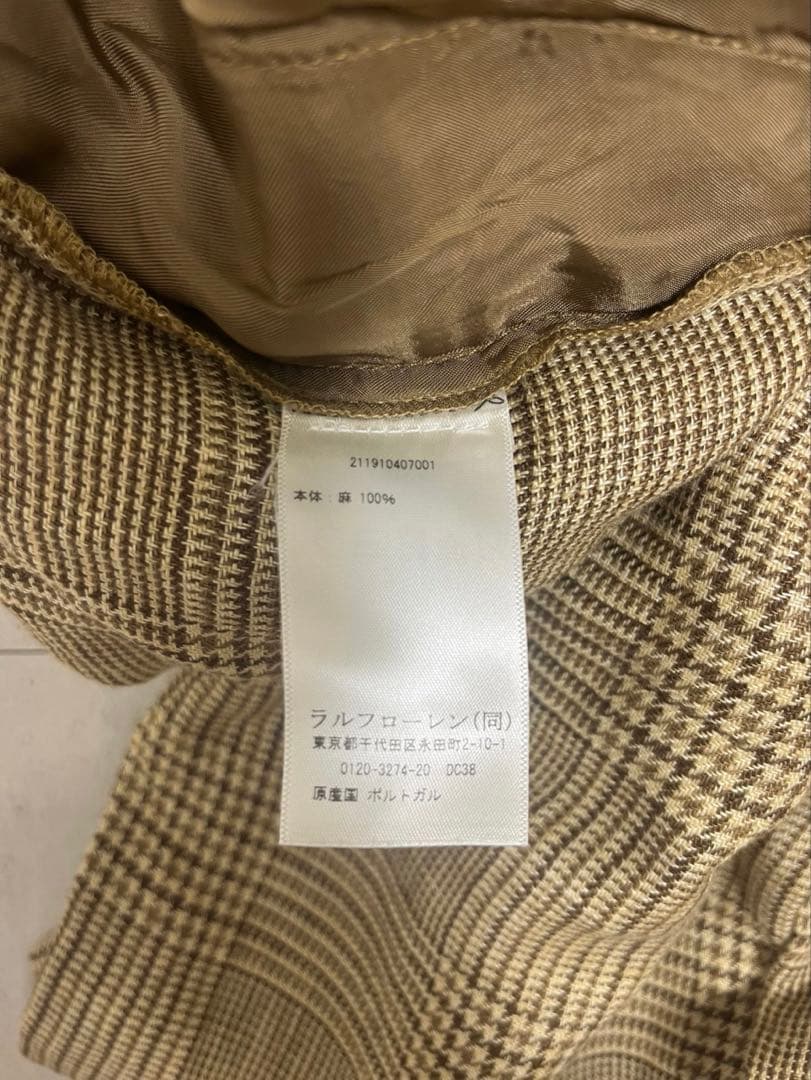 211910407001
本体：麻 100%
ラルフローレン(同)
東京都千代田区永田町2-10-1
0120-3274-20 DC38
原産国 ポルトガル